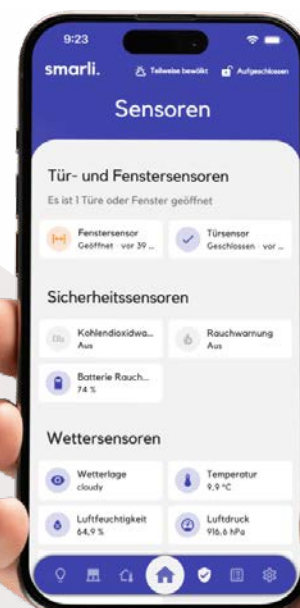 9:23
smarli.
Teilweise bewölkt
Aufgeschlossen
Sensoren
Tür- und Fenstersensoren
Es ist 1 Türe oder Fenster geöffnet
Fenstersensor
Geöffnet · vor 39 ...
Türsensor
Geschlossen · vor ...
Sicherheitssensoren
Kohlendioxidwa...
Aus
Rauchwarnung
Aus
Batterie Rauch...
74 %
Wettersensoren
Wetterlage
cloudy
Temperatur
9,9 °C
Luftfeuchtigkeit
64,9 %
Luftdruck
916,6 hPa